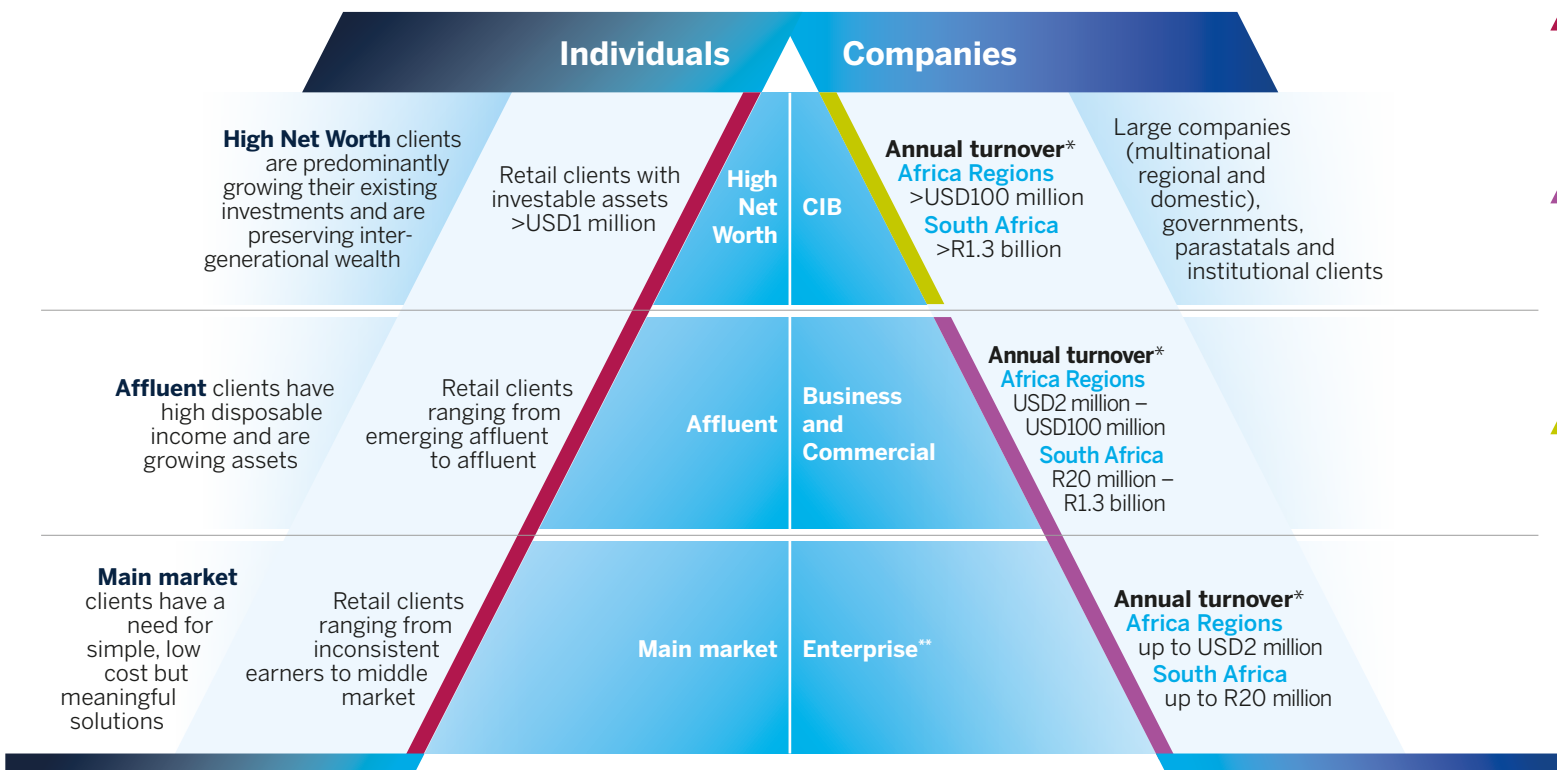 Individuals
Companies
High Net Worth clients
are predominantly
growing their existing
investments and are
preserving inter-
generational wealth
Retail clients with
investable assets
>USD1 million
High
Net
Worth
CIB
Annual turnover*
Africa Regions
>USD100 million
South Africa
>R1.3 billion
Large companies
(multinational
regional and
domestic),
governments,
parastatals and
institutional clients
Affluent clients have
high disposable
income and are
growing assets
Retail clients
ranging from
emerging affluent
to affluent
Affluent
Business
and
Commercial
Annual turnover*
Africa Regions
USD2 million –
USD100 million
South Africa
R20 million –
R1.3 billion
Main market
clients have a
need for
simple, low
cost but
meaningful
solutions
Retail clients
ranging from
inconsistent
earners to middle
market
Main market
Enterprise**
Annual turnover*
Africa Regions
up to USD2 million
South Africa
up to R20 million